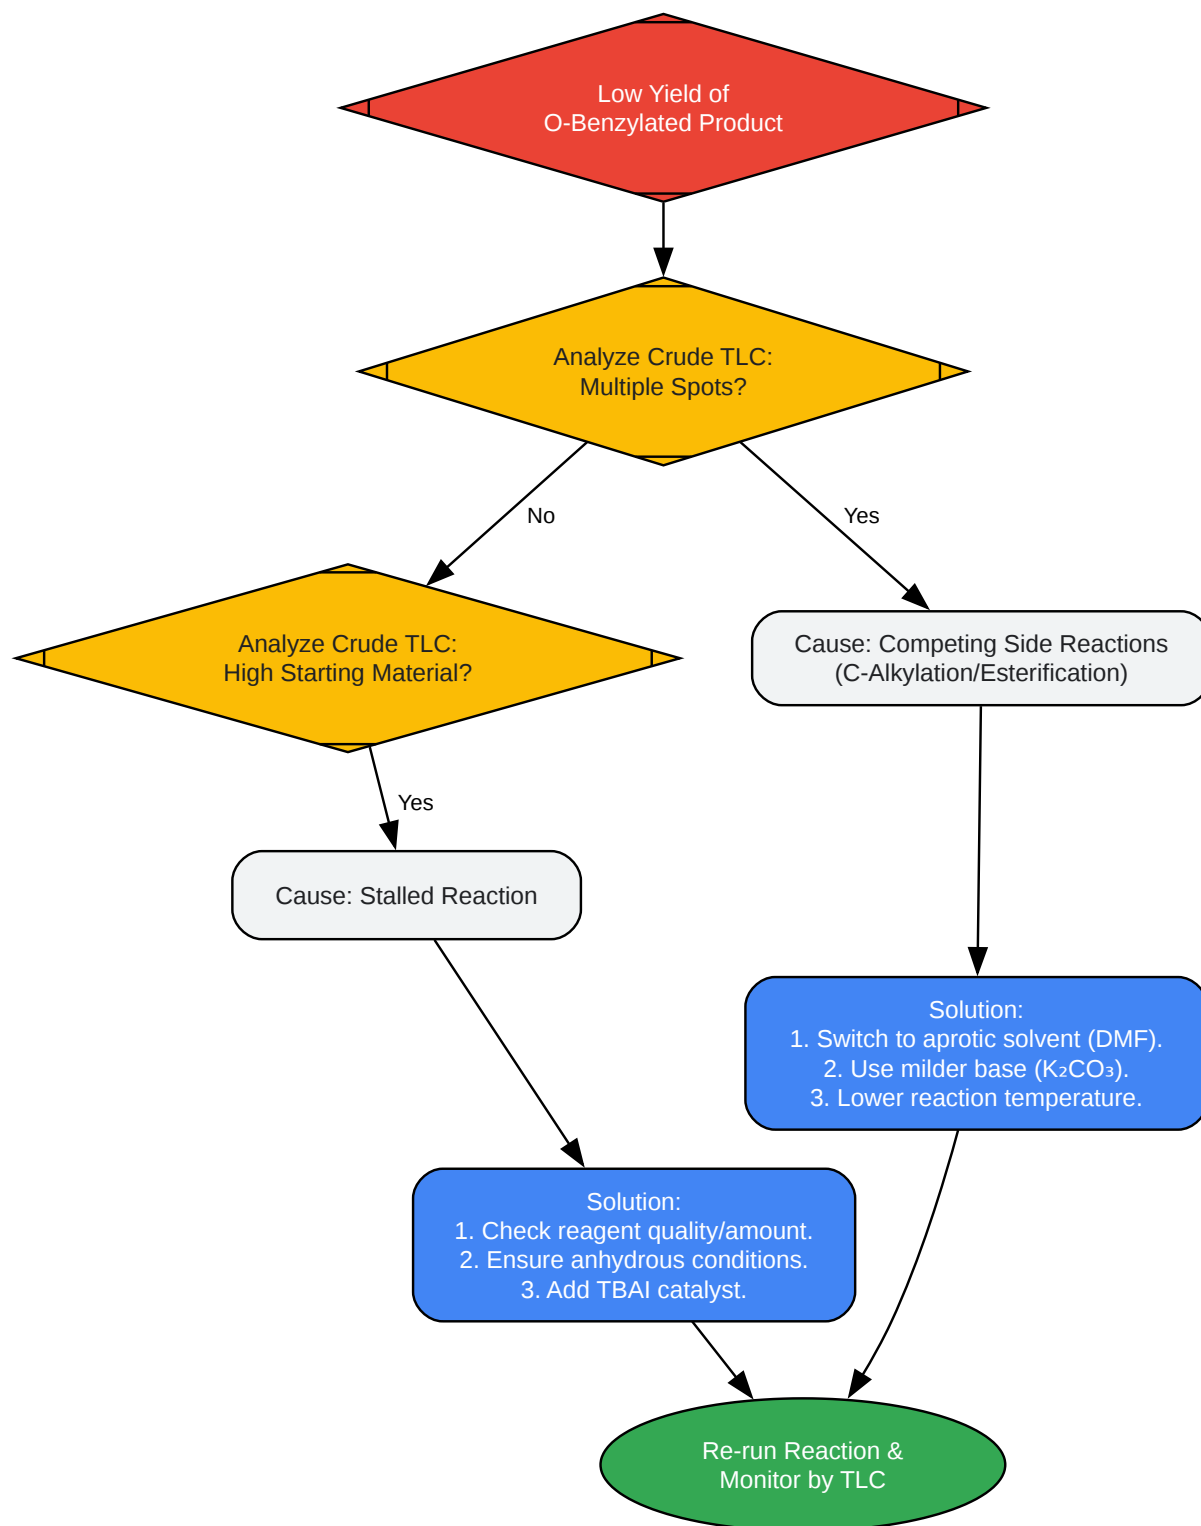 Low Yield of
O-Benzylated Product
Analyze Crude TLC:
Multiple Spots?
No
Yes
Analyze Crude TLC:
High Starting Material?
Cause: Competing Side Reactions
(C-Alkylation/Esterification)
Yes
Cause: Stalled Reaction
Solution:
1. Switch to aprotic solvent (DMF).
2. Use milder base (K₂CO₃).
3. Lower reaction temperature.
Solution:
1. Check reagent quality/amount.
2. Ensure anhydrous conditions.
3. Add TBAI catalyst.
Re-run Reaction &
Monitor by TLC